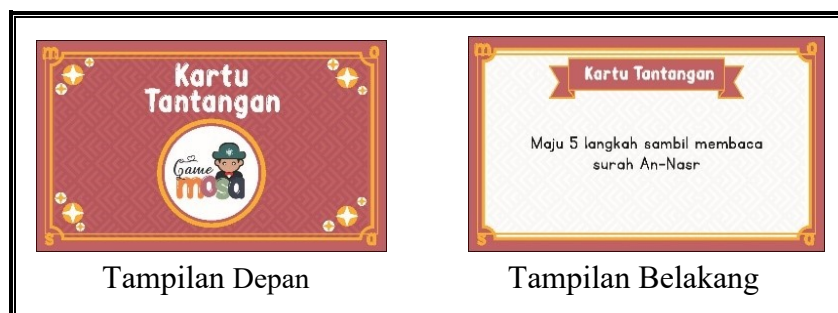 m o
Kartu
Tantangan
Game
mosa
s a
Tampilan Depan
m o
Kartu Tantangan
Maju 5 langkah sambil membaca
surah An-Nasr
s a
Tampilan Belakang